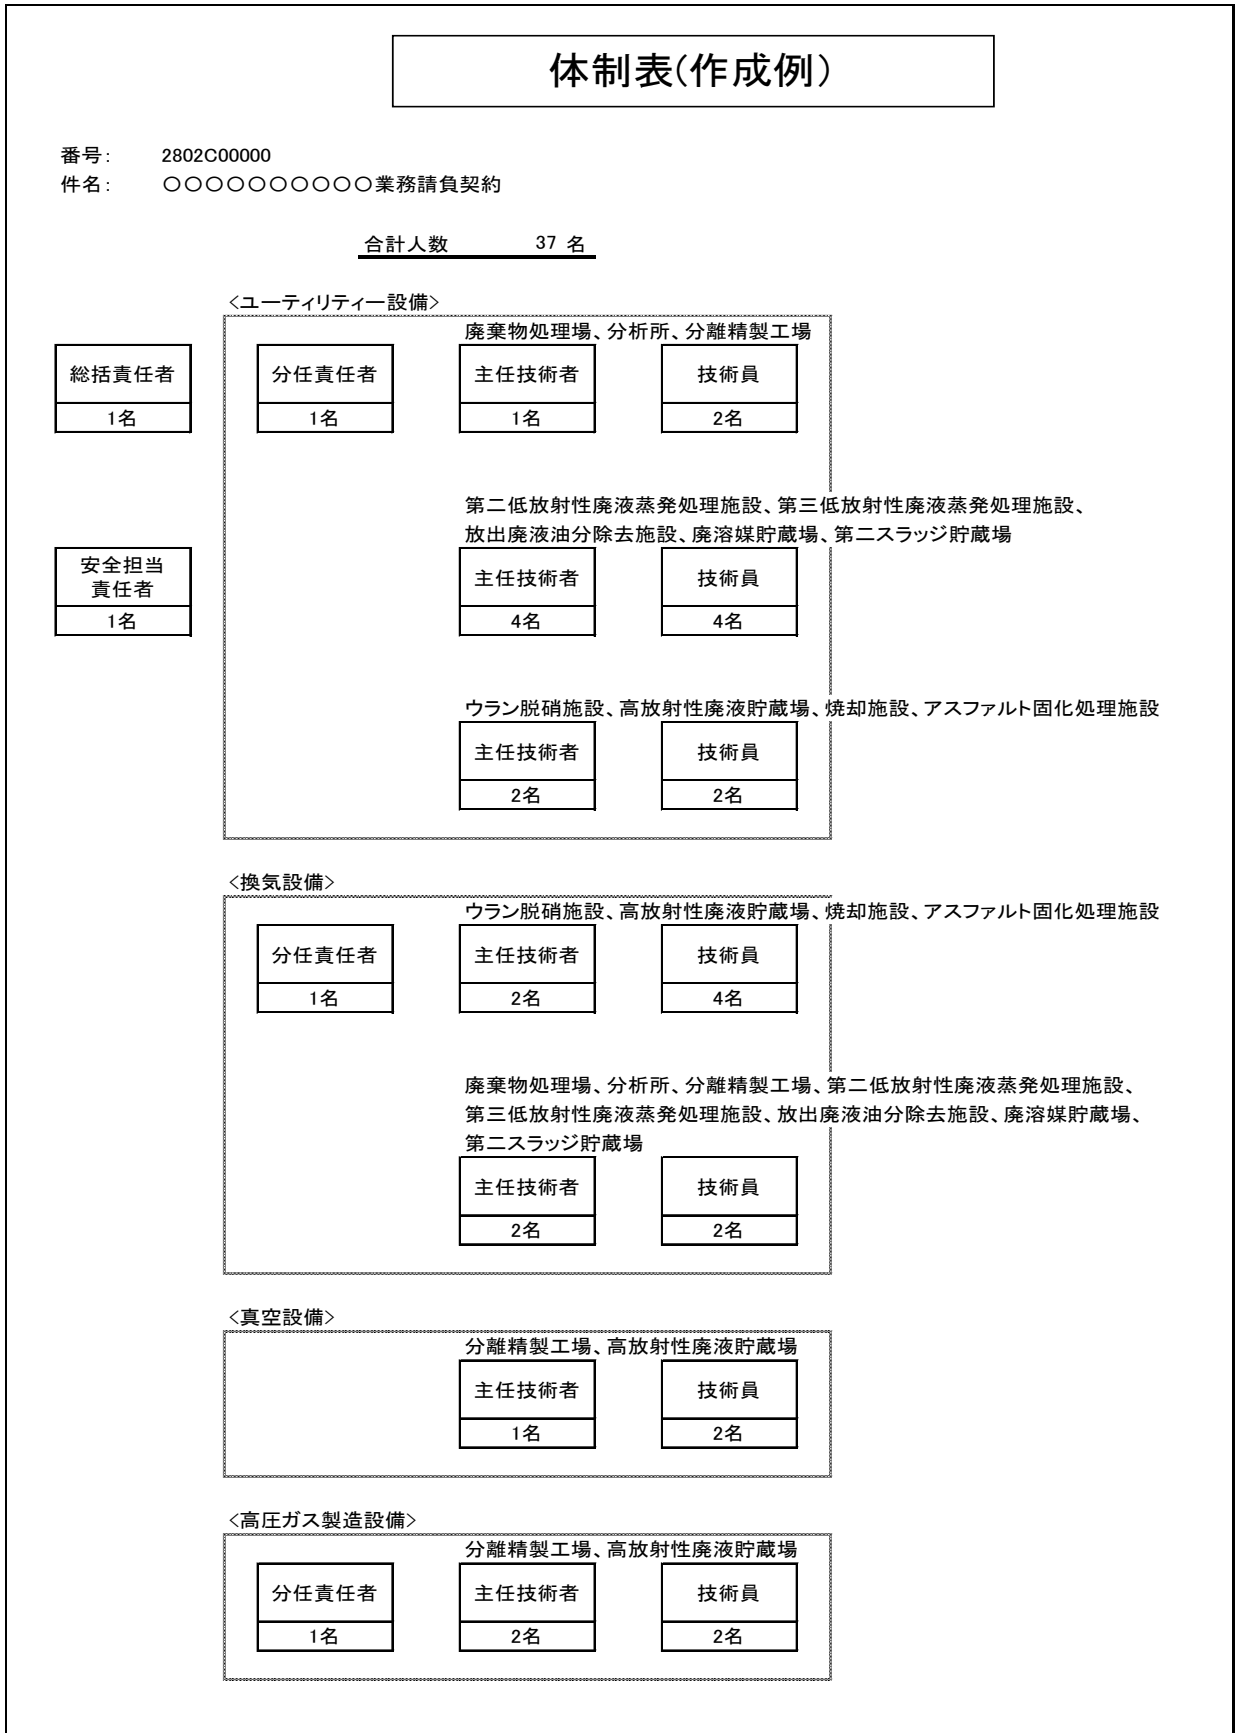 体制表(作成例)
番号: 2802C00000
件名: 〇〇〇〇〇〇〇〇〇〇業務請負契約
合計人数 37 名
<ユーティリティー設備>
廃棄物処理場、分析所、分離精製工場
総括責任者 分任責任者 主任技術者 技術員
1名 1名 1名 2名
第二低放射性廃液蒸発処理施設、第三低放射性廃液蒸発処理施設、
放出廃液油分除去施設、廃溶媒貯蔵場、第二スラッジ貯蔵場
安全担当
責任者
主任技術者 技術員
1名 4名 4名
ウラン脱硝施設、高放射性廃液貯蔵場、焼却施設、アスファルト固化処理施設
主任技術者 技術員
2名 2名
<換気設備>
ウラン脱硝施設、高放射性廃液貯蔵場、焼却施設、アスファルト固化処理施設
分任責任者 主任技術者 技術員
1名 2名 4名
廃棄物処理場、分析所、分離精製工場、第二低放射性廃液蒸発処理施設、
第三低放射性廃液蒸発処理施設、放出廃液油分除去施設、廃溶媒貯蔵場、
第二スラッジ貯蔵場
主任技術者 技術員
2名 2名
<真空設備>
分離精製工場、高放射性廃液貯蔵場
主任技術者 技術員
1名 2名
<高圧ガス製造設備>
分離精製工場、高放射性廃液貯蔵場
分任責任者 主任技術者 技術員
1名 2名 2名